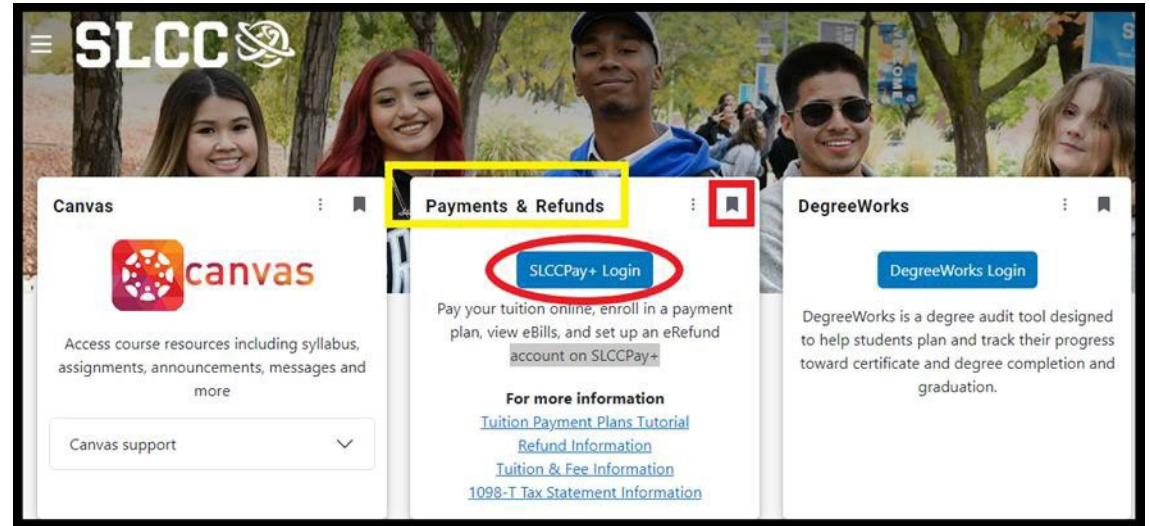 SLCC
Canvas
canvas
Access course resources including syllabus,
assignments, announcements, messages and
more
Canvas support
Payments & Refunds
SLCCPay+ Login
Pay your tuition online, enroll in a payment
plan, view eBills, and set up an eRefund
account on SLCCPay+
For more information
Tuition Payment Plans Tutorial
Refund Information
Tuition & Fee Information
1098-T Tax Statement Information
DegreeWorks
DegreeWorks Login
DegreeWorks is a degree audit tool designed
to help students plan and track their progress
toward certificate and degree completion and
graduation.